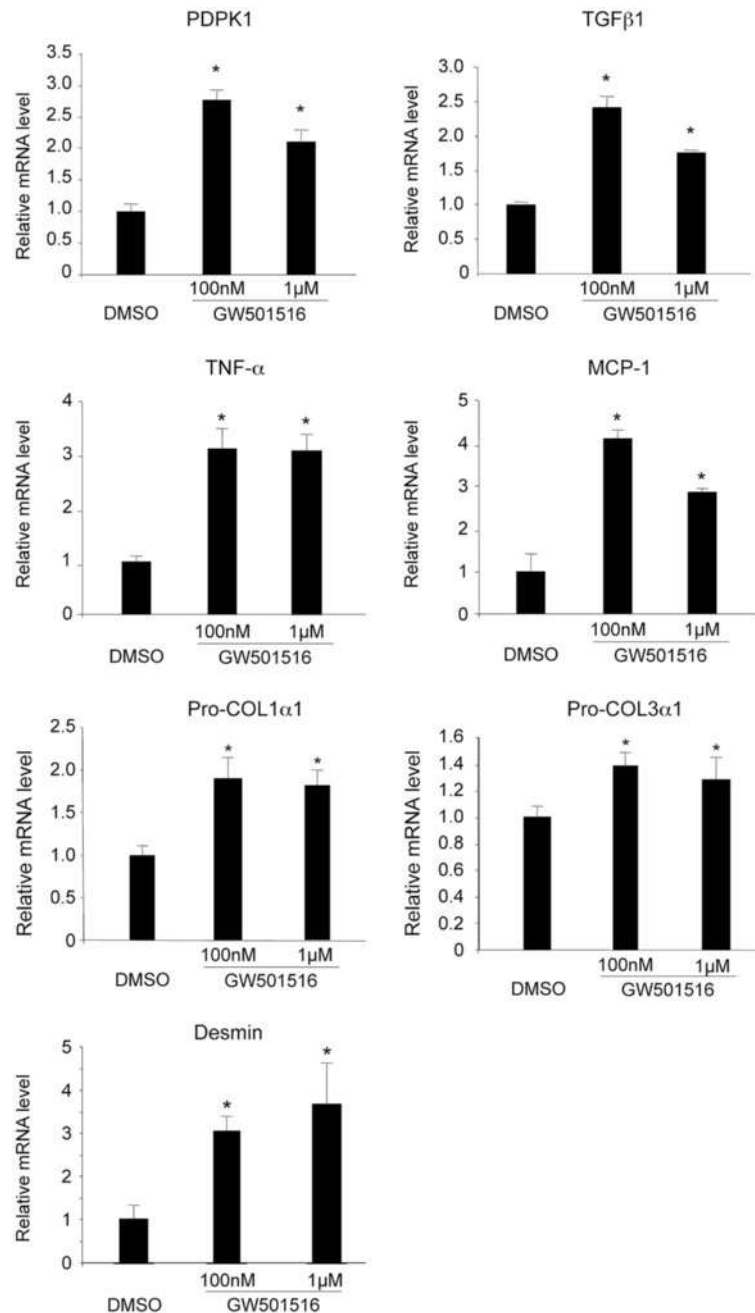 PDPK1
Relative mRNA level
3.5
3.0
2.5
2.0
1.5
1.0
0.5
0
*
*
100nM 1µM
DMSO GW501516
TGFβ1
Relative mRNA level
3.0
2.5
2.0
1.5
1.0
0.5
0
*
*
100nM 1µM
DMSO GW501516
TNF-α
Relative mRNA level
4
3
2
1
0
*
*
100nM 1µM
DMSO GW501516
MCP-1
Relative mRNA level
5
4
3
2
1
0
*
*
100nM 1µM
DMSO GW501516
Pro-COL1α1
Relative mRNA level
2.5
2.0
1.5
1.0
0.5
0
*
*
100nM 1µM
DMSO GW501516
Pro-COL3α1
Relative mRNA level
1.6
1.4
1.2
1.0
0.8
0.6
0.4
0.2
0
*
*
100nM 1µM
DMSO GW501516
Desmin
Relative mRNA level
5
4
3
2
1
0
*
*
100nM 1µM
DMSO GW501516